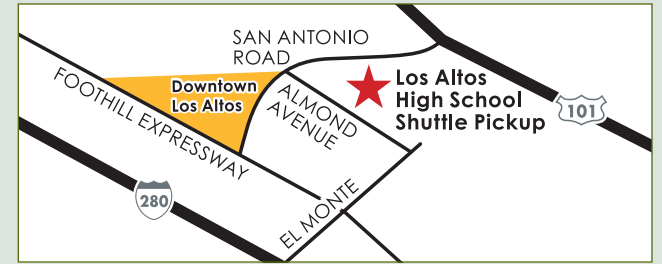 SAN ANTONIO
ROAD
FOOTHILL EXPRESSWAY
Downtown
Los Altos
ALMOND
AVENUE
Los Altos
High School
Shuttle Pickup
101
280
EL MONTE